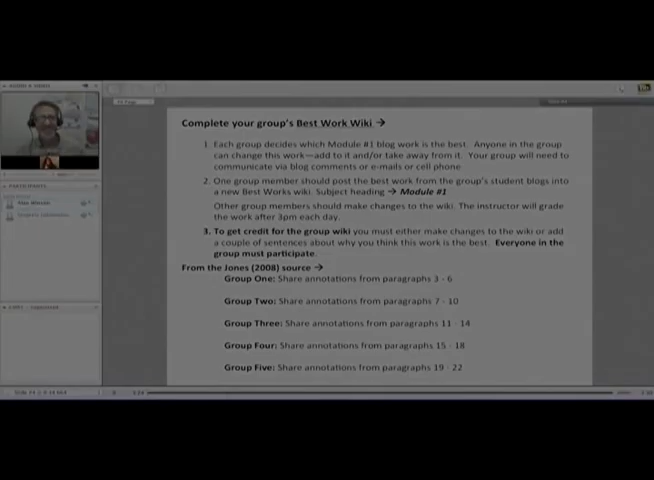 AUDIO & VIDEO
PARTICIPANTS
Complete your group's Best Work Wiki →
1. Each group decides which Module #1 blog work is the best. Anyone in the group
can change this work—add to it and/or take away from it. Your group will need to
communicate via blog comments or e-mails or cell phone
2. One group member should post the best work from the group's student blogs into
a new Best Works wiki. Subject heading → Module #1
Other group members should make changes to the wiki. The instructor will grade
the work after 3pm each day.
3. To get credit for the group wiki you must either make changes to the wiki or add
a couple of sentences about why you think this work is the best. Everyone in the
group must participate.
From the Jones (2008) source →
Group One: Share annotations from paragraphs 3 - 6
Group Two: Share annotations from paragraphs 7 - 10
Group Three: Share annotations from paragraphs 11 - 14
Group Four: Share annotations from paragraphs 15 - 18
Group Five: Share annotations from paragraphs 19 - 22